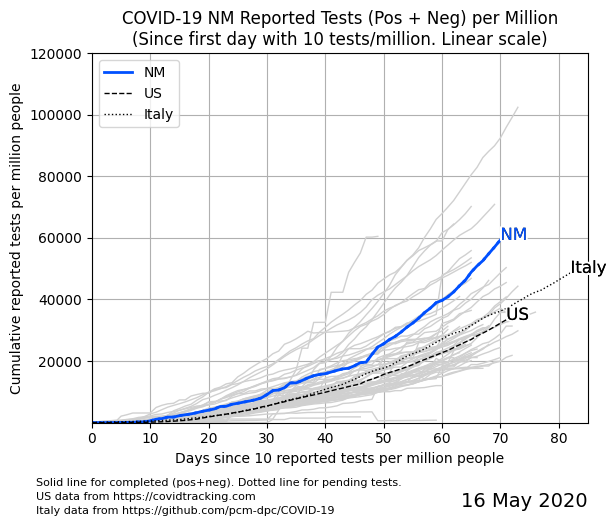 COVID-19 NM Reported Tests (Pos + Neg) per Million
(Since first day with 10 tests/million. Linear scale)
Cumulative reported tests per million people
120000
100000
80000
60000
40000
20000
NM
US
Italy
NM
Italy
US
0 10 20 30 40 50 60 70 80
Days since 10 reported tests per million people
Solid line for completed (pos+neg). Dotted line for pending tests.
US data from https://covidtracking.com
Italy data from https://github.com/pcm-dpc/COVID-19
16 May 2020